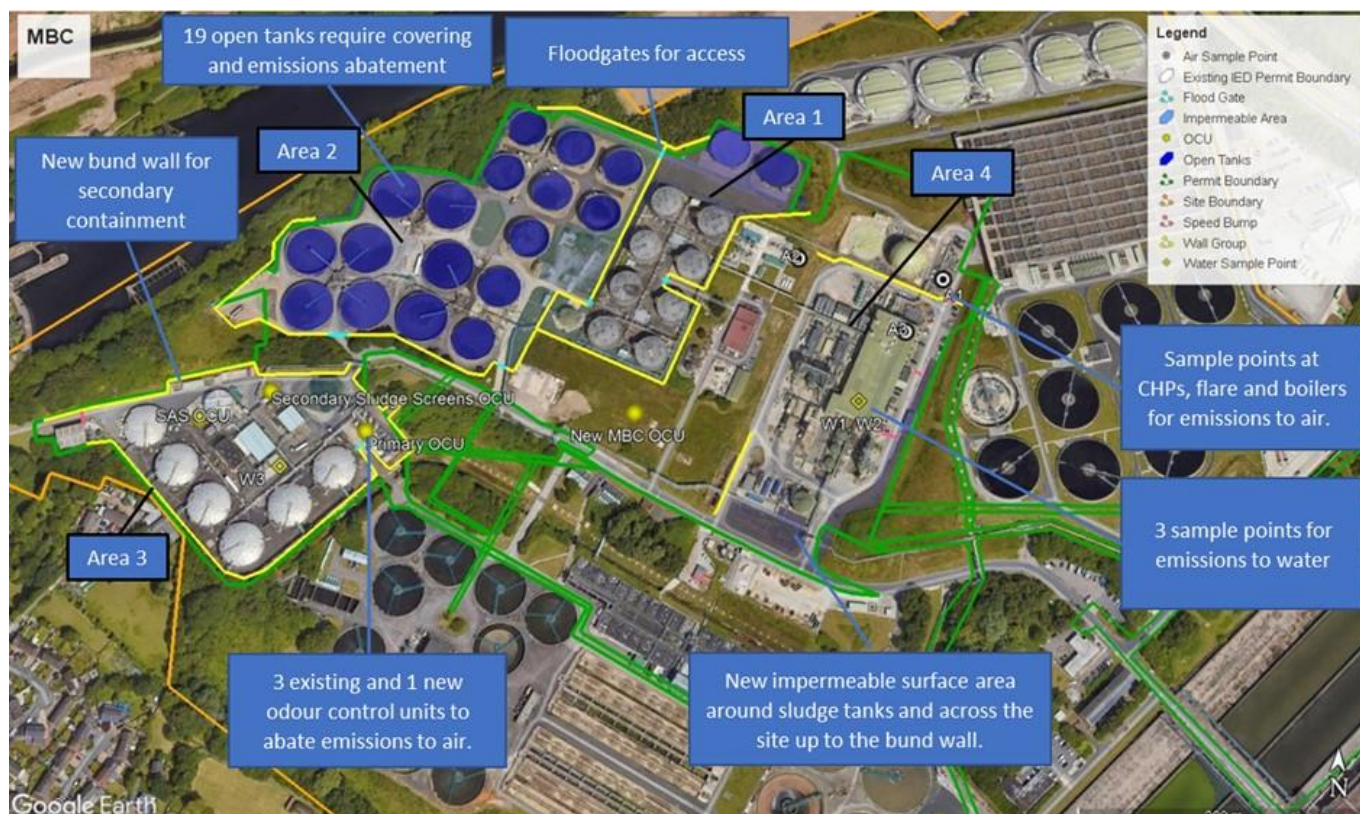 MBC
19 open tanks require covering
and emissions abatement
Floodgates for access
Legend
Air Sample Point
Existing IED Permit Boundary
Flood Gate
Impermeable Area
OCU
Open Tanks
Permit Boundary
Site Boundary
Speed Bump
Wall Group
Water Sample Point
Area 1
Area 2
New bund wall for
secondary
containment
Area 4
A2
A1
A3
Sample points at
CHPs, flare and boilers
for emissions to air.
Secondary Sludge Screens OCU
SAS OCU
New MBC OCU
W1, W2
Primary OCU
W3
3 sample points for
emissions to water
Area 3
3 existing and 1 new
odour control units to
abate emissions to air.
New impermeable surface area
around sludge tanks and across the
site up to the bund wall.
N
Google Earth